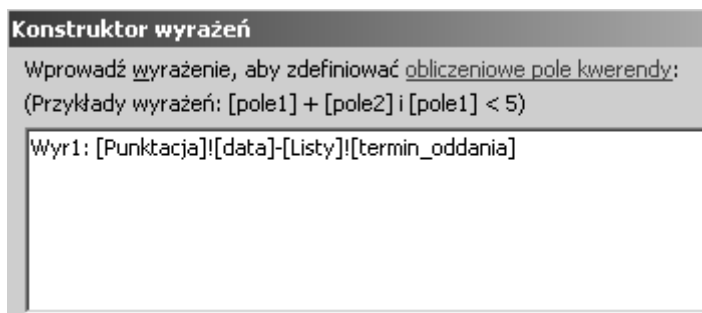 Konstruktor wyrażeń
Wprowadź wyrażenie, aby zdefiniować obliczeniowe pole kwerendy:
(Przykłady wyrażeń: [pole1] + [pole2] i [pole1] < 5)
Wyr1: [Punktacja]![data]-[Listy]![termin_oddania]